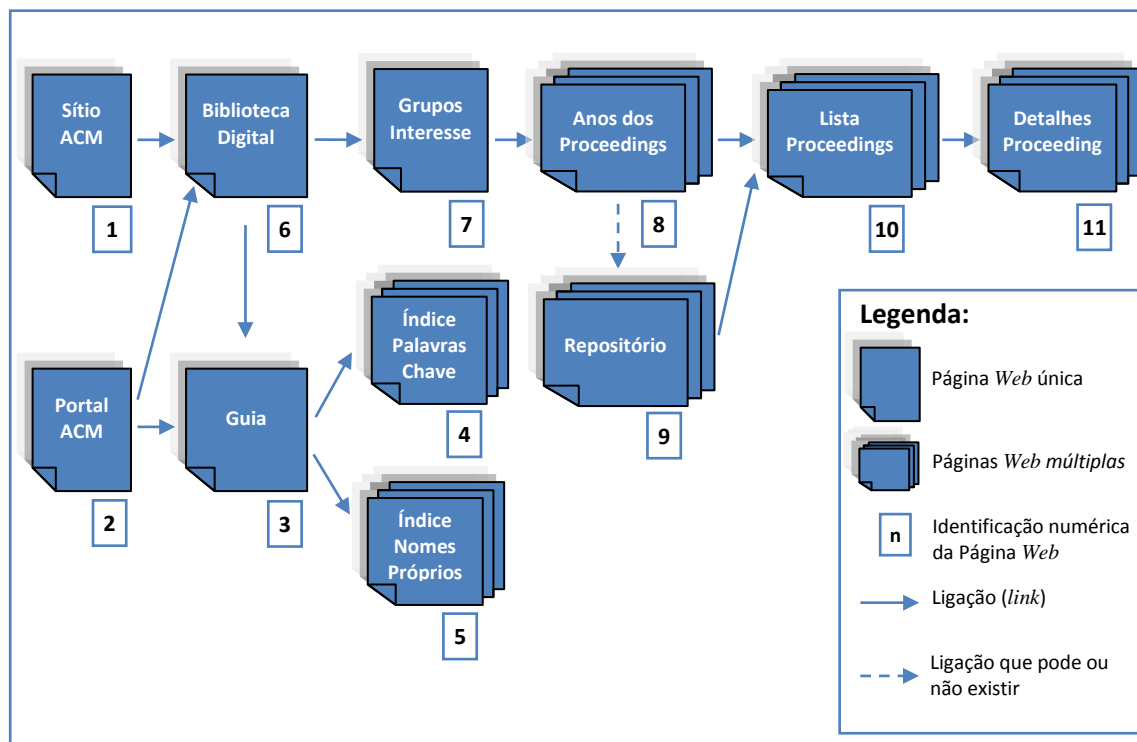 Sítio
ACM
1
Biblioteca
Digital
6
Grupos
Interesse
7
Anos dos
Proceedings
8
Lista
Proceedings
10
Detalhes
Proceeding
11
Portal
ACM
2
Guia
3
Índice
Palavras
Chave
4
Índice
Nomes
Próprios
5
Repositório
9
Legenda:
Página Web única
Páginas Web múltiplas
n
Identificação numérica
da Página Web
Ligação (link)
Ligação que pode ou
não existir